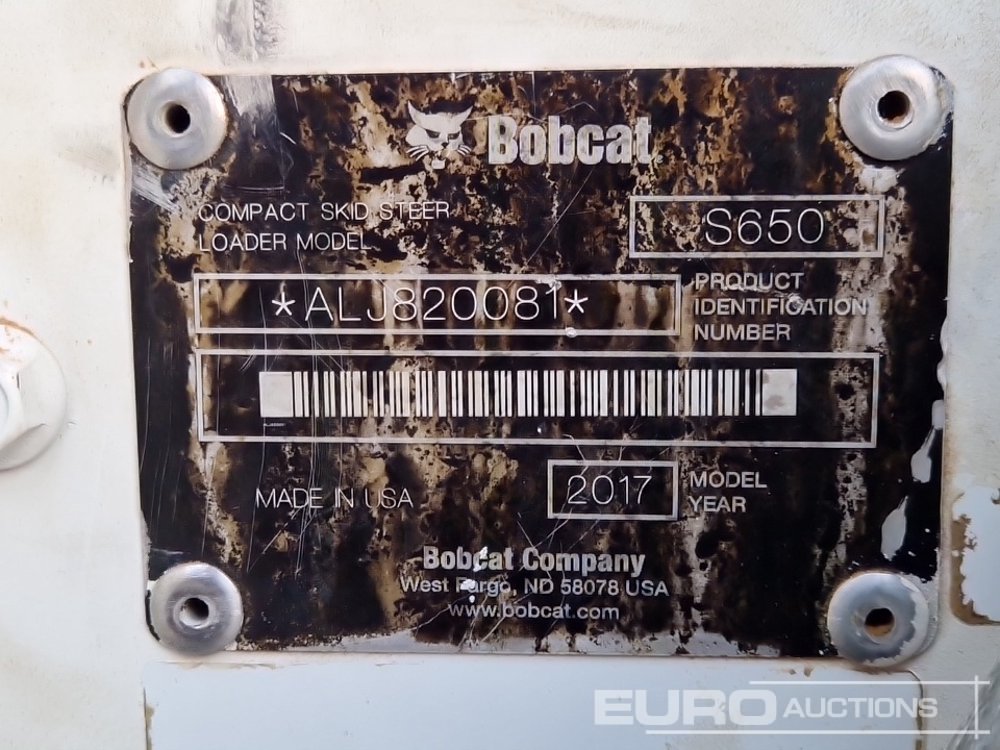 Bobcat
COMPACT SKID STEER
LOADER MODEL
S650
*ALJ820081*
PRODUCT
IDENTIFICATION
NUMBER
MADE IN USA
2017
MODEL
YEAR
Bobcat Company
West Fargo, ND 58078 USA
www.bobcat.com
EURO AUCTIONS